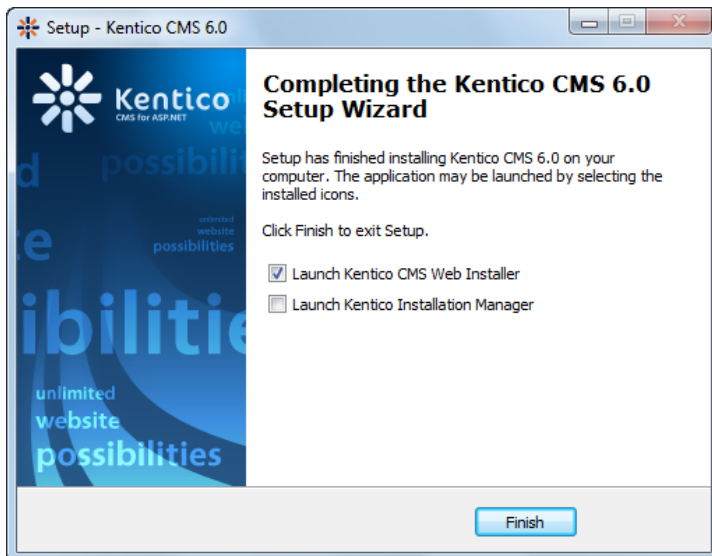 Setup - Kentico CMS 6.0
Kentico
CMS for ASP.NET
we
d possibilit
unlimited
website
possibilities
e
ibilitie
unlimited
website
possibilities
Completing the Kentico CMS 6.0
Setup Wizard
Setup has finished installing Kentico CMS 6.0 on your
computer. The application may be launched by selecting the
installed icons.
Click Finish to exit Setup.
Launch Kentico CMS Web Installer
Launch Kentico Installation Manager
Finish